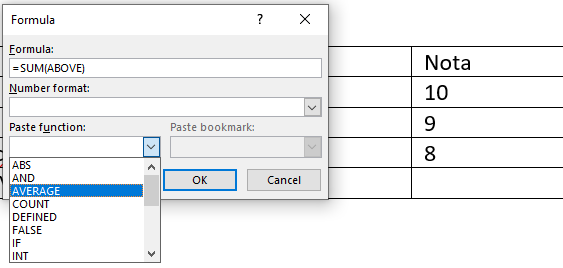 Formula
?
×
Formula:
=SUM(ABOVE)
Number format:
Paste function:
Paste bookmark:
ABS
AND
AVERAGE
COUNT
DEFINED
FALSE
IF
INT
OK
Cancel
Nota
10
9
8